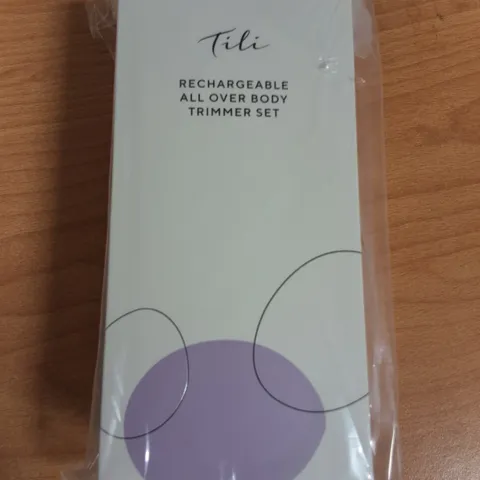 Tili
RECHARGEABLE
ALL OVER BODY
TRIMMER SET